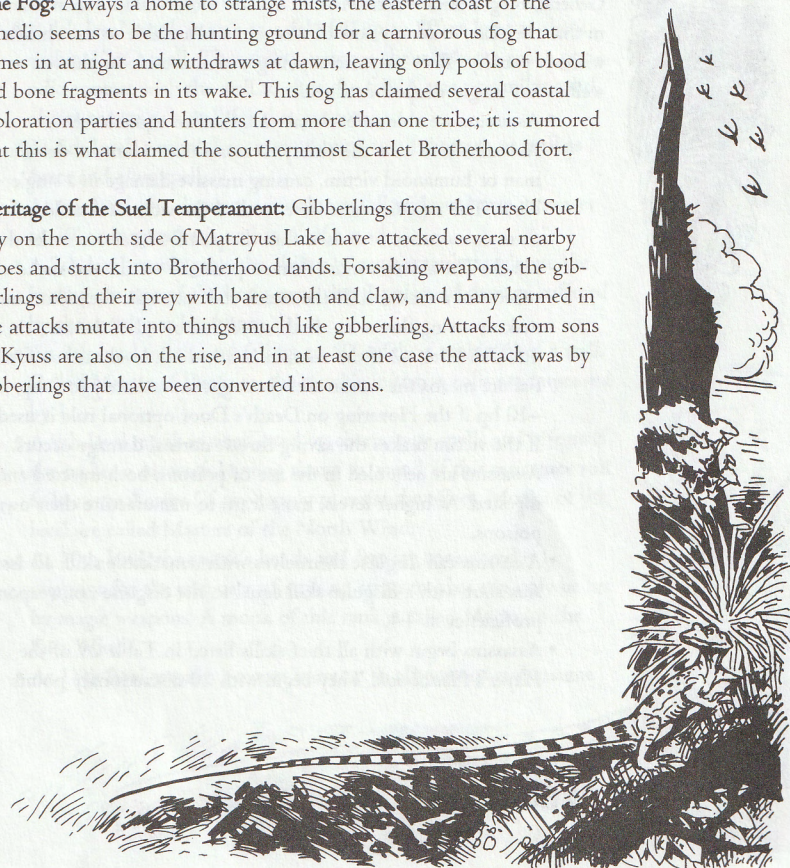 ne Fog: Always a home to strange mists, the eastern coast of the
nedio seems to be the hunting ground for a carnivorous fog that
mes in at night and withdraws at dawn, leaving only pools of blood
d bone fragments in its wake. This fog has claimed several coastal
ploration parties and hunters from more than one tribe; it is rumored
at this is what claimed the southernmost Scarlet Brotherhood fort.
eritage of the Suel Temperament: Gibberlings from the cursed Suel
y on the north side of Matreyus Lake have attacked several nearby
bes and struck into Brotherhood lands. Forsaking weapons, the gib-
rlings rend their prey with bare tooth and claw, and many harmed in
e attacks mutate into things much like gibberlings. Attacks from sons
Kyuss are also on the rise, and in at least one case the attack was by
bberlings that have been converted into sons.